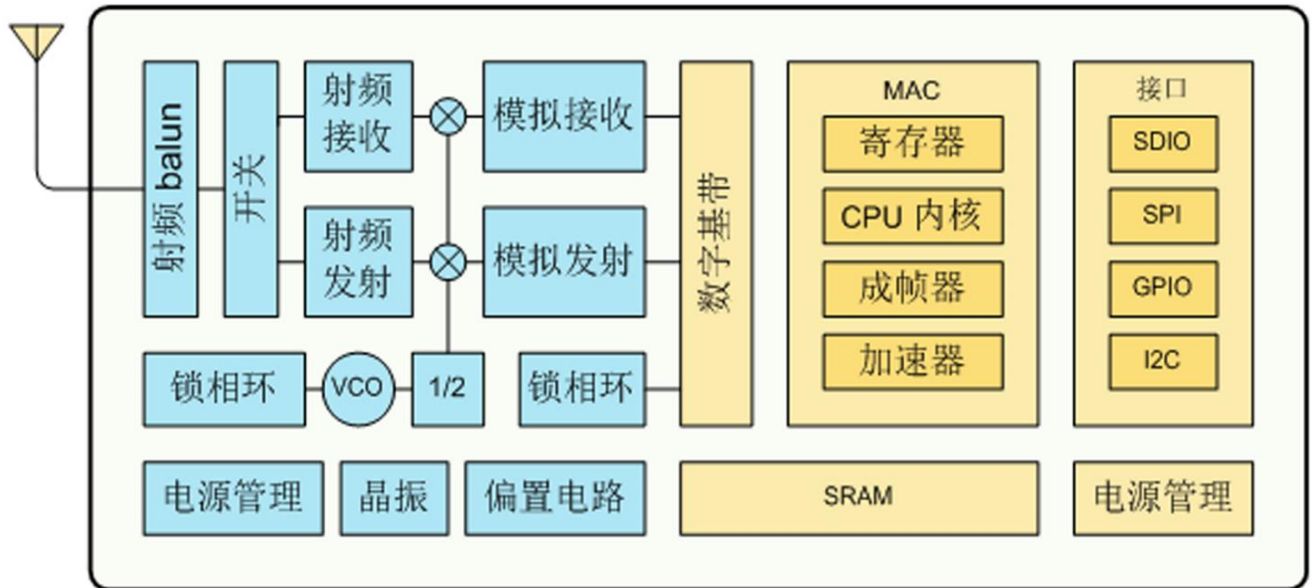 射频 balun
开关
射频
接收
模拟接收
射频
发射
模拟发射
锁相环
VCO
1/2
锁相环
数字基带
MAC
寄存器
CPU 内核
成帧器
加速器
接口
SDIO
SPI
GPIO
I2C
电源管理
晶振
偏置电路
SRAM
电源管理